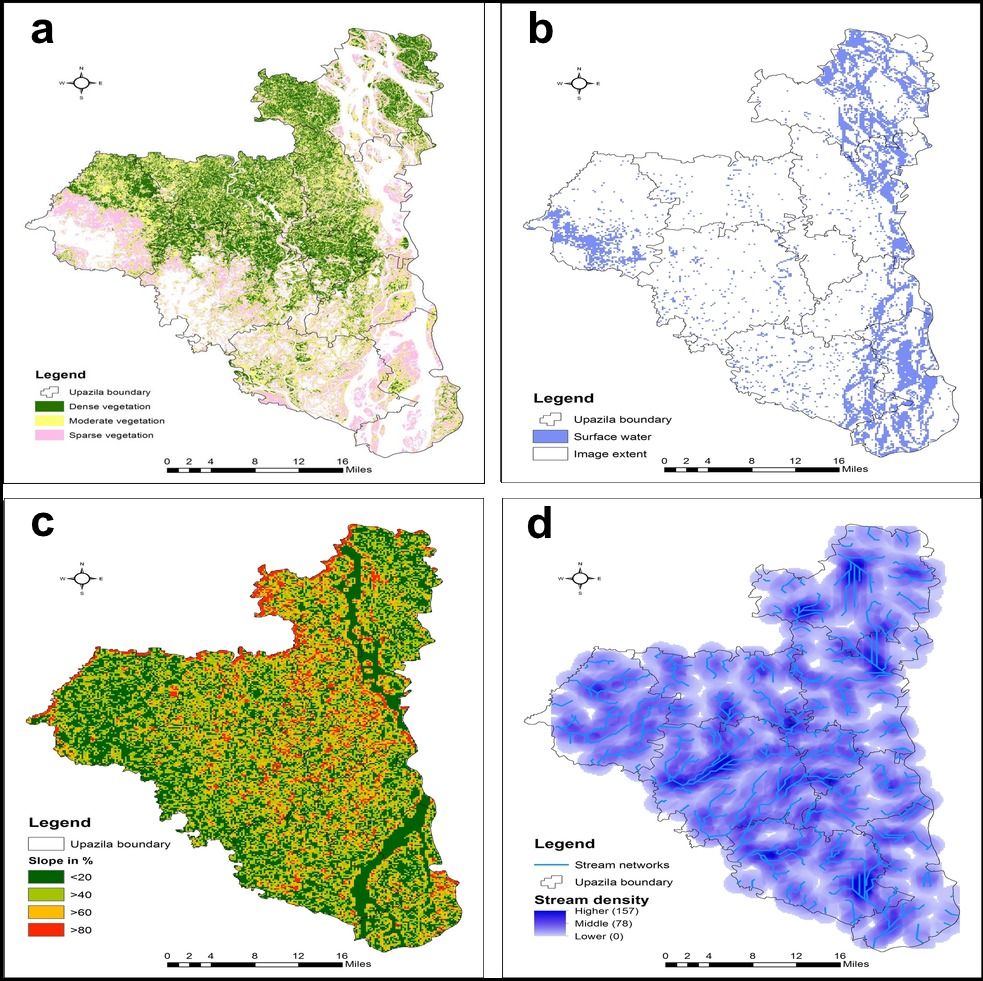 a
N
W E
S
Legend
Upazila boundary
Dense vegetation
Moderate vegetation
Sparse vegetation
0 2 4 8 12 16
Miles
b
N
W E
S
Legend
Upazila boundary
Surface water
Image extent
0 2 4 8 12 16
Miles
c
N
W E
S
Legend
Upazila boundary
Slope in %
<20
>40
>60
>80
0 2 4 8 12 16
Miles
d
N
W E
S
Legend
Stream networks
Upazila boundary
Stream density
Higher (157)
Middle (78)
Lower (0)
0 2 4 8 12 16
Miles